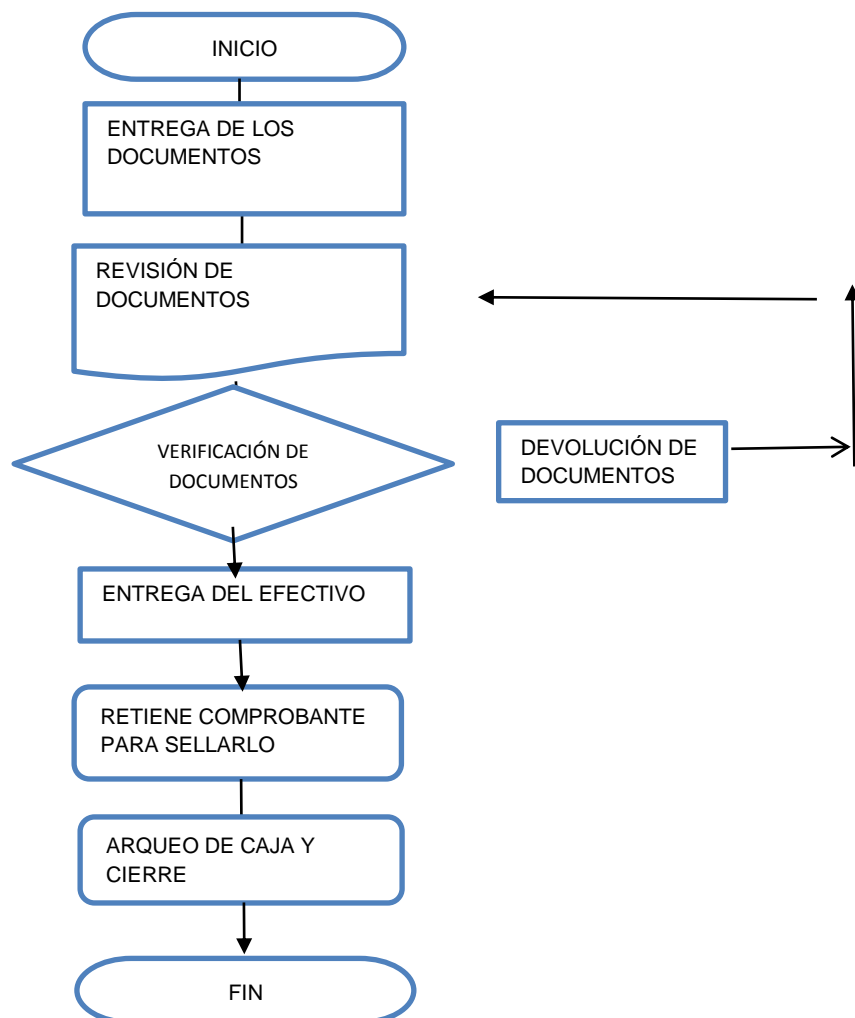 INICIO
ENTREGA DE LOS
DOCUMENTOS
REVISIÓN DE
DOCUMENTOS
VERIFICACIÓN DE
DOCUMENTOS
DEVOLUCIÓN DE
DOCUMENTOS
ENTREGA DEL EFECTIVO
RETIENE COMPROBANTE
PARA SELLARLO
ARQUEO DE CAJA Y
CIERRE
FIN